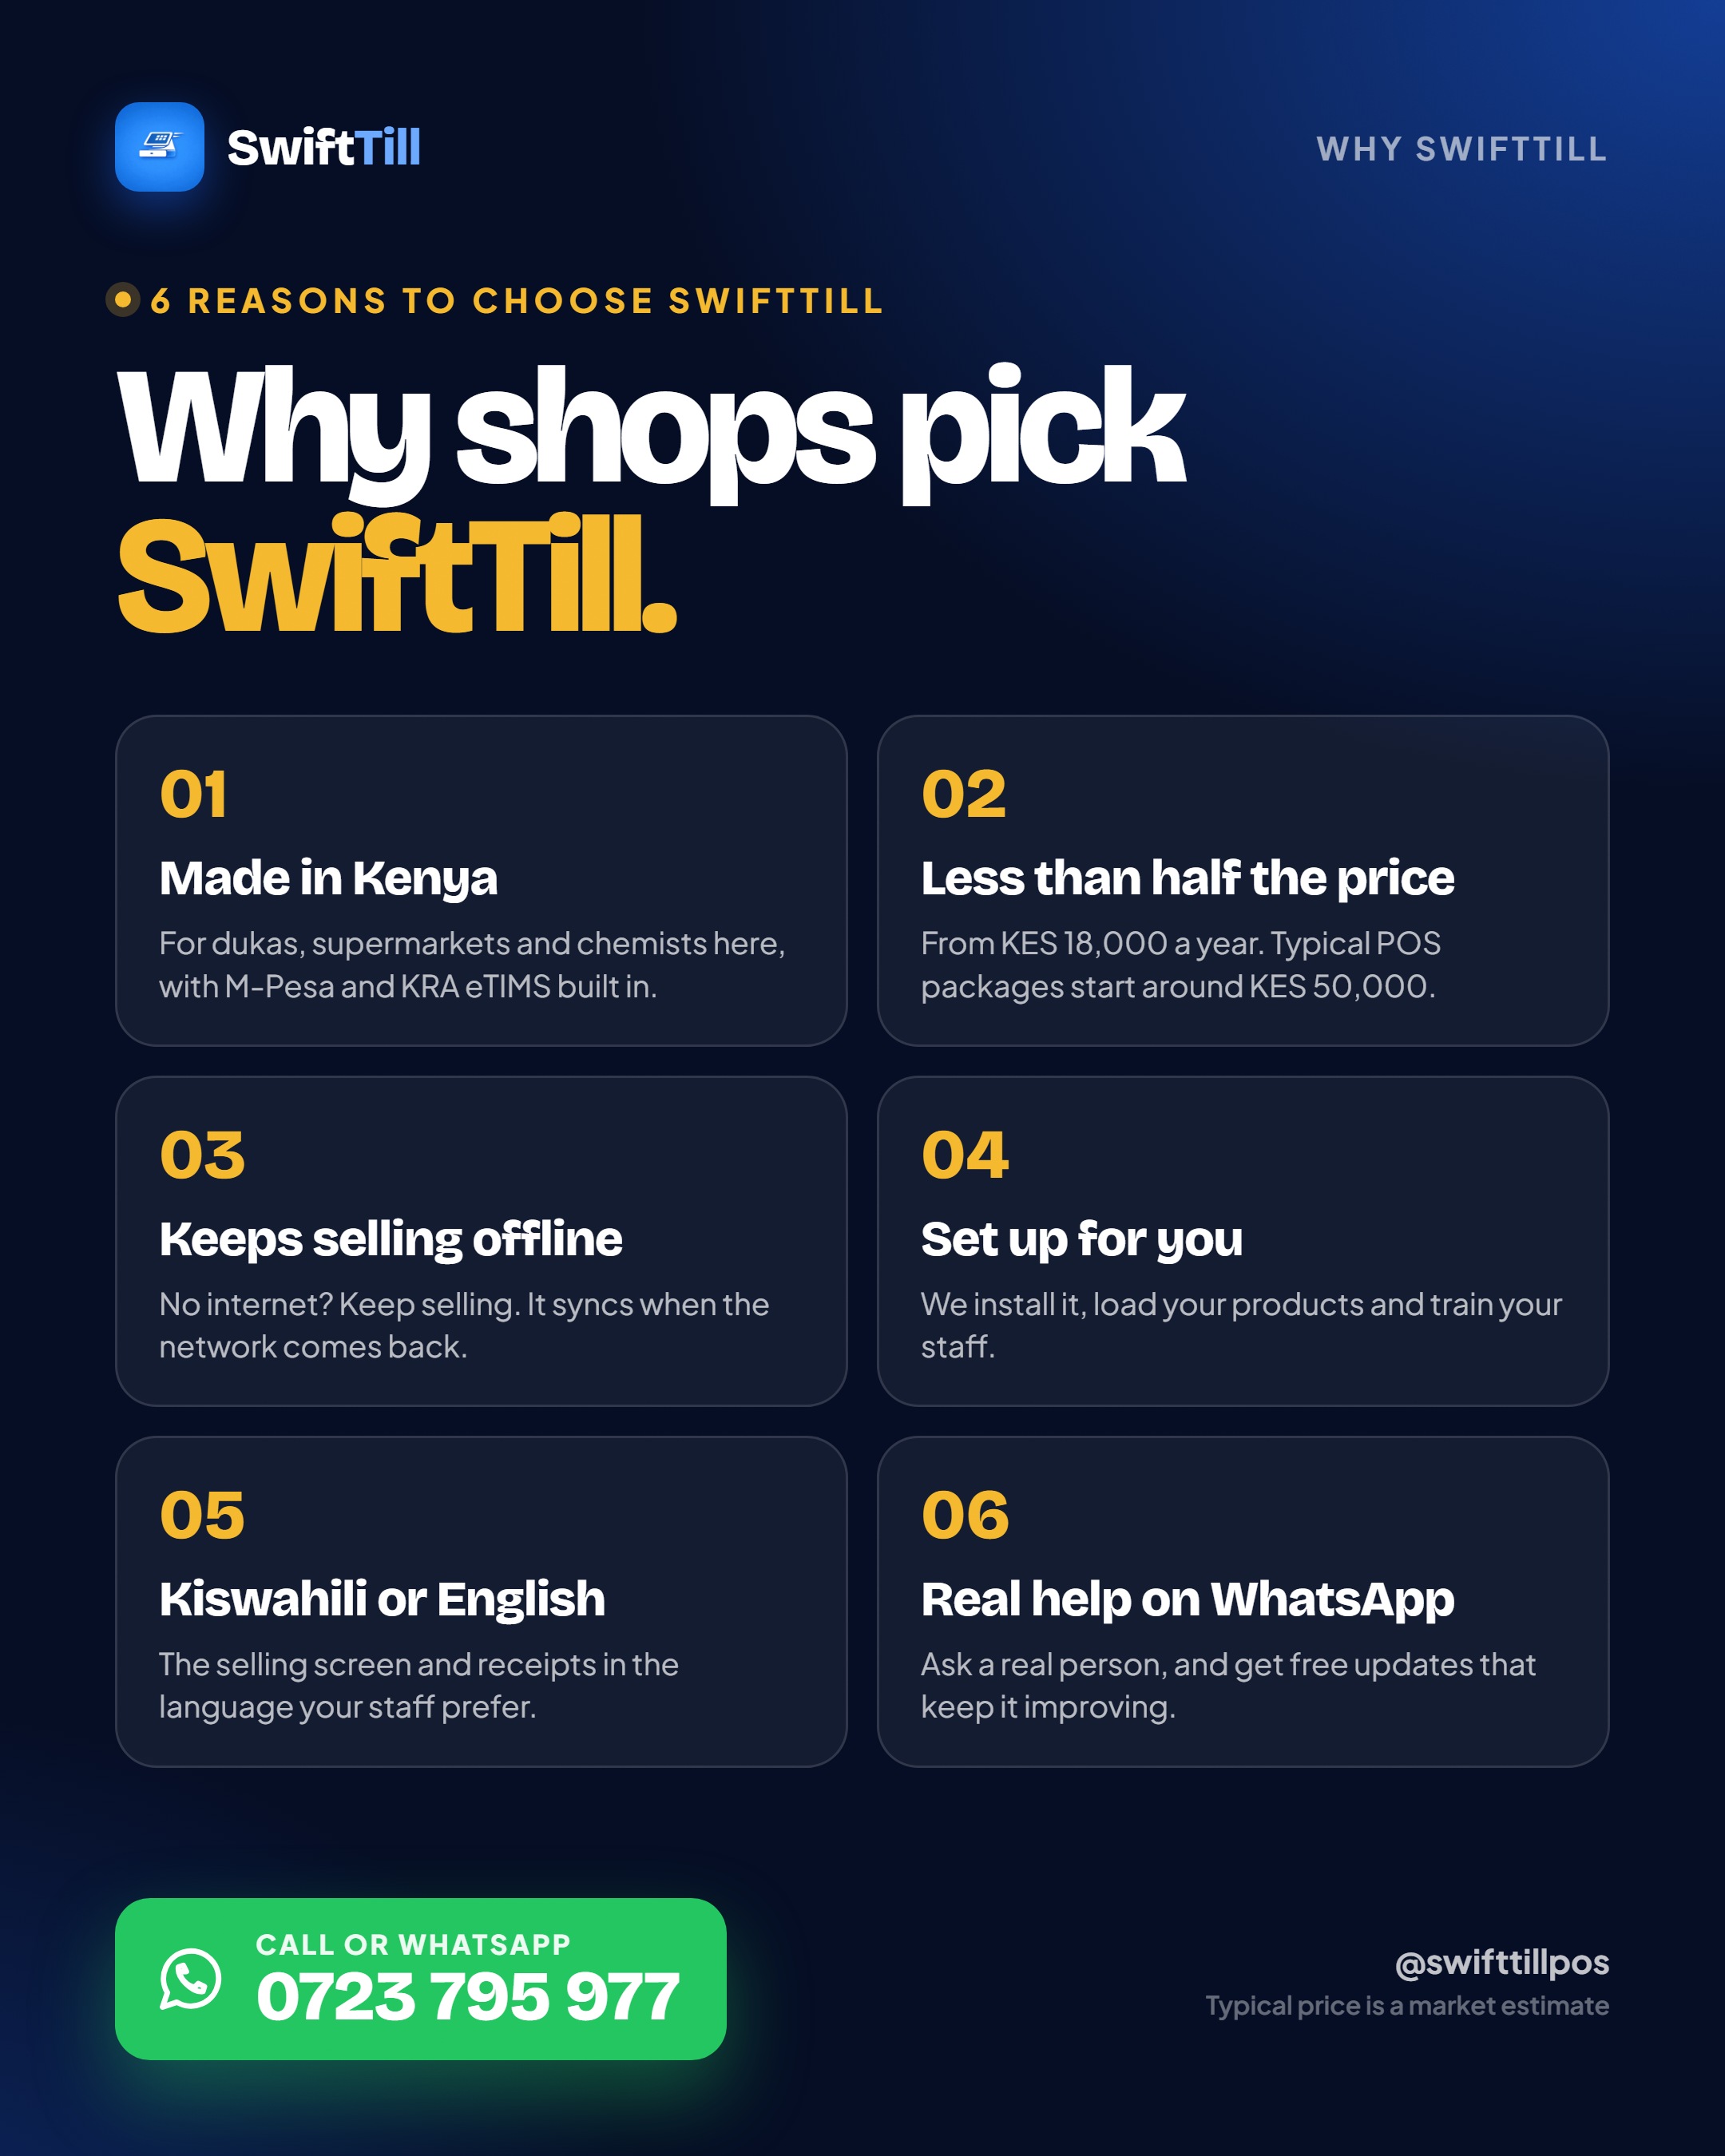 SwiftTill
WHY SWIFTTILL
6 REASONS TO CHOOSE SWIFTTILL
Why shops pick
SwiftTill.
01
Made in Kenya
For dukas, supermarkets and chemists here,
with M-Pesa and KRA eTIMS built in.
02
Less than half the price
From KES 18,000 a year. Typical POS
packages start around KES 50,000.
03
Keeps selling offline
No internet? Keep selling. It syncs when the
network comes back.
04
Set up for you
We install it, load your products and train your
staff.
05
Kiswahili or English
The selling screen and receipts in the
language your staff prefer.
06
Real help on WhatsApp
Ask a real person, and get free updates that
keep it improving.
CALL OR WHATSAPP
0723 795 977
@swifttillpos
Typical price is a market estimate